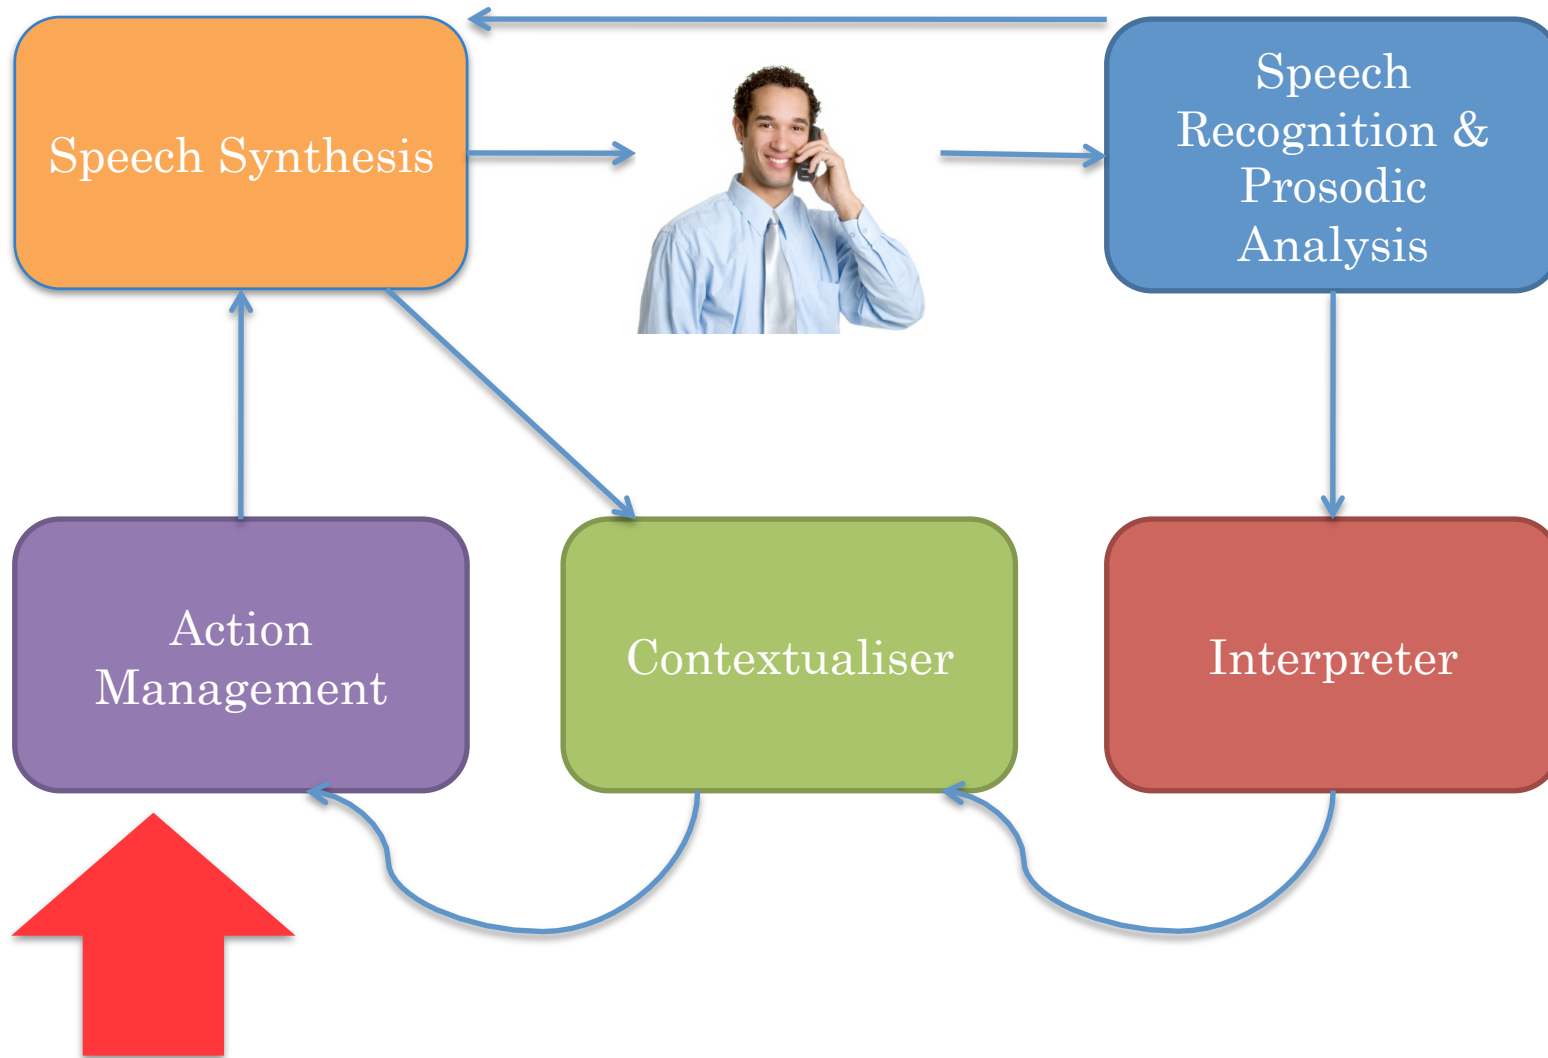 Speech Synthesis
Speech
Recognition &
Prosodic
Analysis
Action
Management
Contextualiser
Interpreter